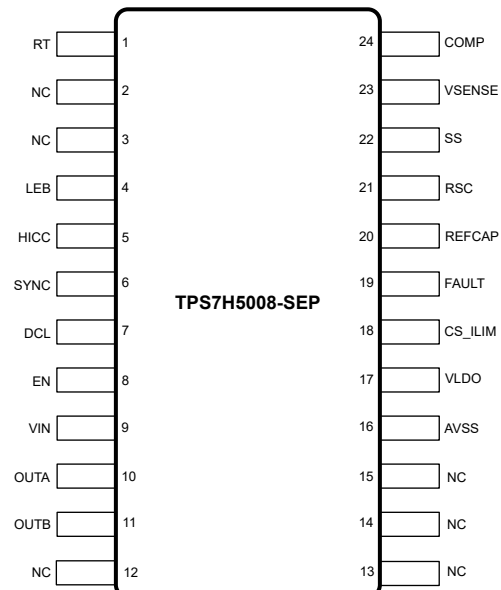 RT 1 24 COMP
NC 2 23 VSENSE
NC 3 22 SS
LEB 4 21 RSC
HICC 5 20 REFCAP
SYNC 6 19 FAULT
TPS7H5008-SEP
DCL 7 18 CS_ILIM
EN 8 17 VLDO
VIN 9 16 AVSS
OUTA 10 15 NC
OUTB 11 14 NC
NC 12 13 NC